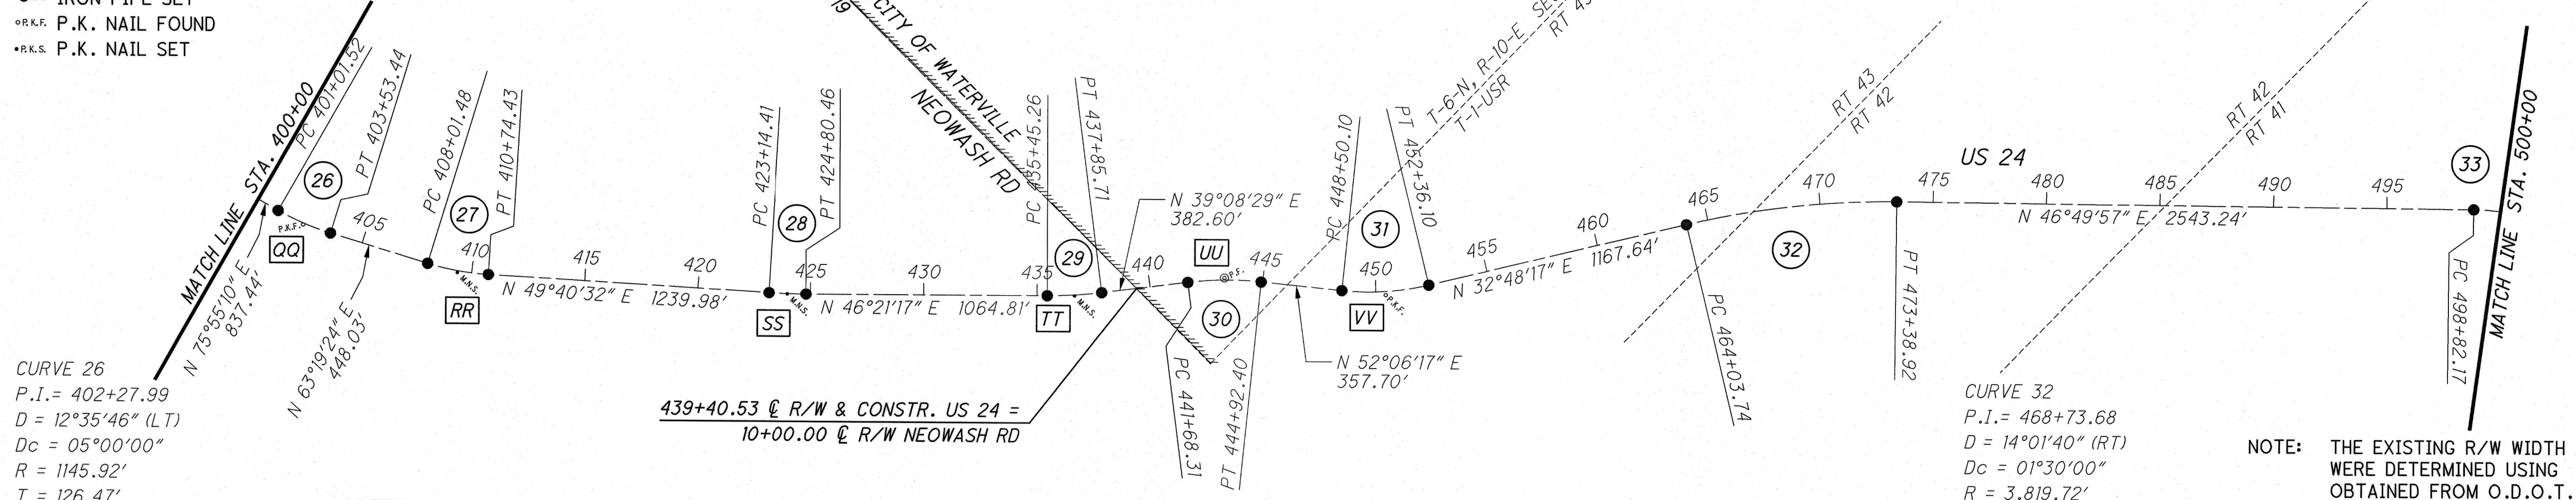 IRON PIPE SET
○P.K.F. P.K. NAIL FOUND
•P.K.S. P.K. NAIL SET
MATCH LINE STA. 400+00
PC 401+01.52
26
PT 403+53.44
405
P.K.F.
QQ
N 75°55'10" E
837.44'
N 63°19'24" E
448.03'
PC 408+01.48
27
PT 410+74.43
410
M.N.S.
RR
N 49°40'32" E 1239.98'
415
420
PC 423+14.41
28
PT 424+80.46
425
M.N.S.
SS
N 46°21'17" E 1064.81'
430
435
19
CITY OF WATERVILLE
NEOWASH RD
PC 435+45.26
29
PT 437+85.71
M.N.S.
TT
N 39°08'29" E
382.60'
440
UU
P.S.
445
30
PC 441+68.31
PT 444+92.40
439+40.53 ℄ R/W & CONSTR. US 24 =
10+00.00 ℄ R/W NEOWASH RD
T-6-N, R-10-E
T-1-USR
PC 448+50.10
31
PT 452+36.10
450
P.K.F.
VV
N 52°06'17" E
357.70'
455
N 32°48'17" E 1167.64'
460
465
PC 464+03.74
RT 43
RT 42
470
32
PT 473+38.92
475
US 24
480
N 46°49'57" E 2543.24'
RT 42
RT 41
485
490
495
33
PC 498+82.17
MATCH LINE STA. 500+00
CURVE 26
P.I.= 402+27.99
D = 12°35'46" (LT)
Dc = 05°00'00"
R = 1145.92'
T = 126.47'
CURVE 32
P.I.= 468+73.68
D = 14°01'40" (RT)
Dc = 01°30'00"
R = 3,819.72'
NOTE: THE EXISTING R/W WIDTH
WERE DETERMINED USING
OBTAINED FROM O.D.O.T.